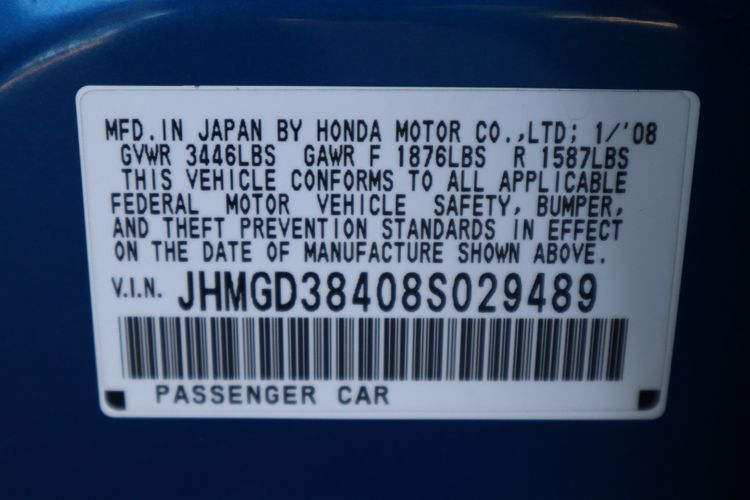 MFD. IN JAPAN BY HONDA MOTOR CO.,LTD; 1/'08
GVWR 3446LBS GAWR F 1876LBS R 1587LBS
THIS VEHICLE CONFORMS TO ALL APPLICABLE
FEDERAL MOTOR VEHICLE SAFETY, BUMPER,
AND THEFT PREVENTION STANDARDS IN EFFECT
ON THE DATE OF MANUFACTURE SHOWN ABOVE.
V.I.N. JHMGD38408S029489
PASSENGER CAR